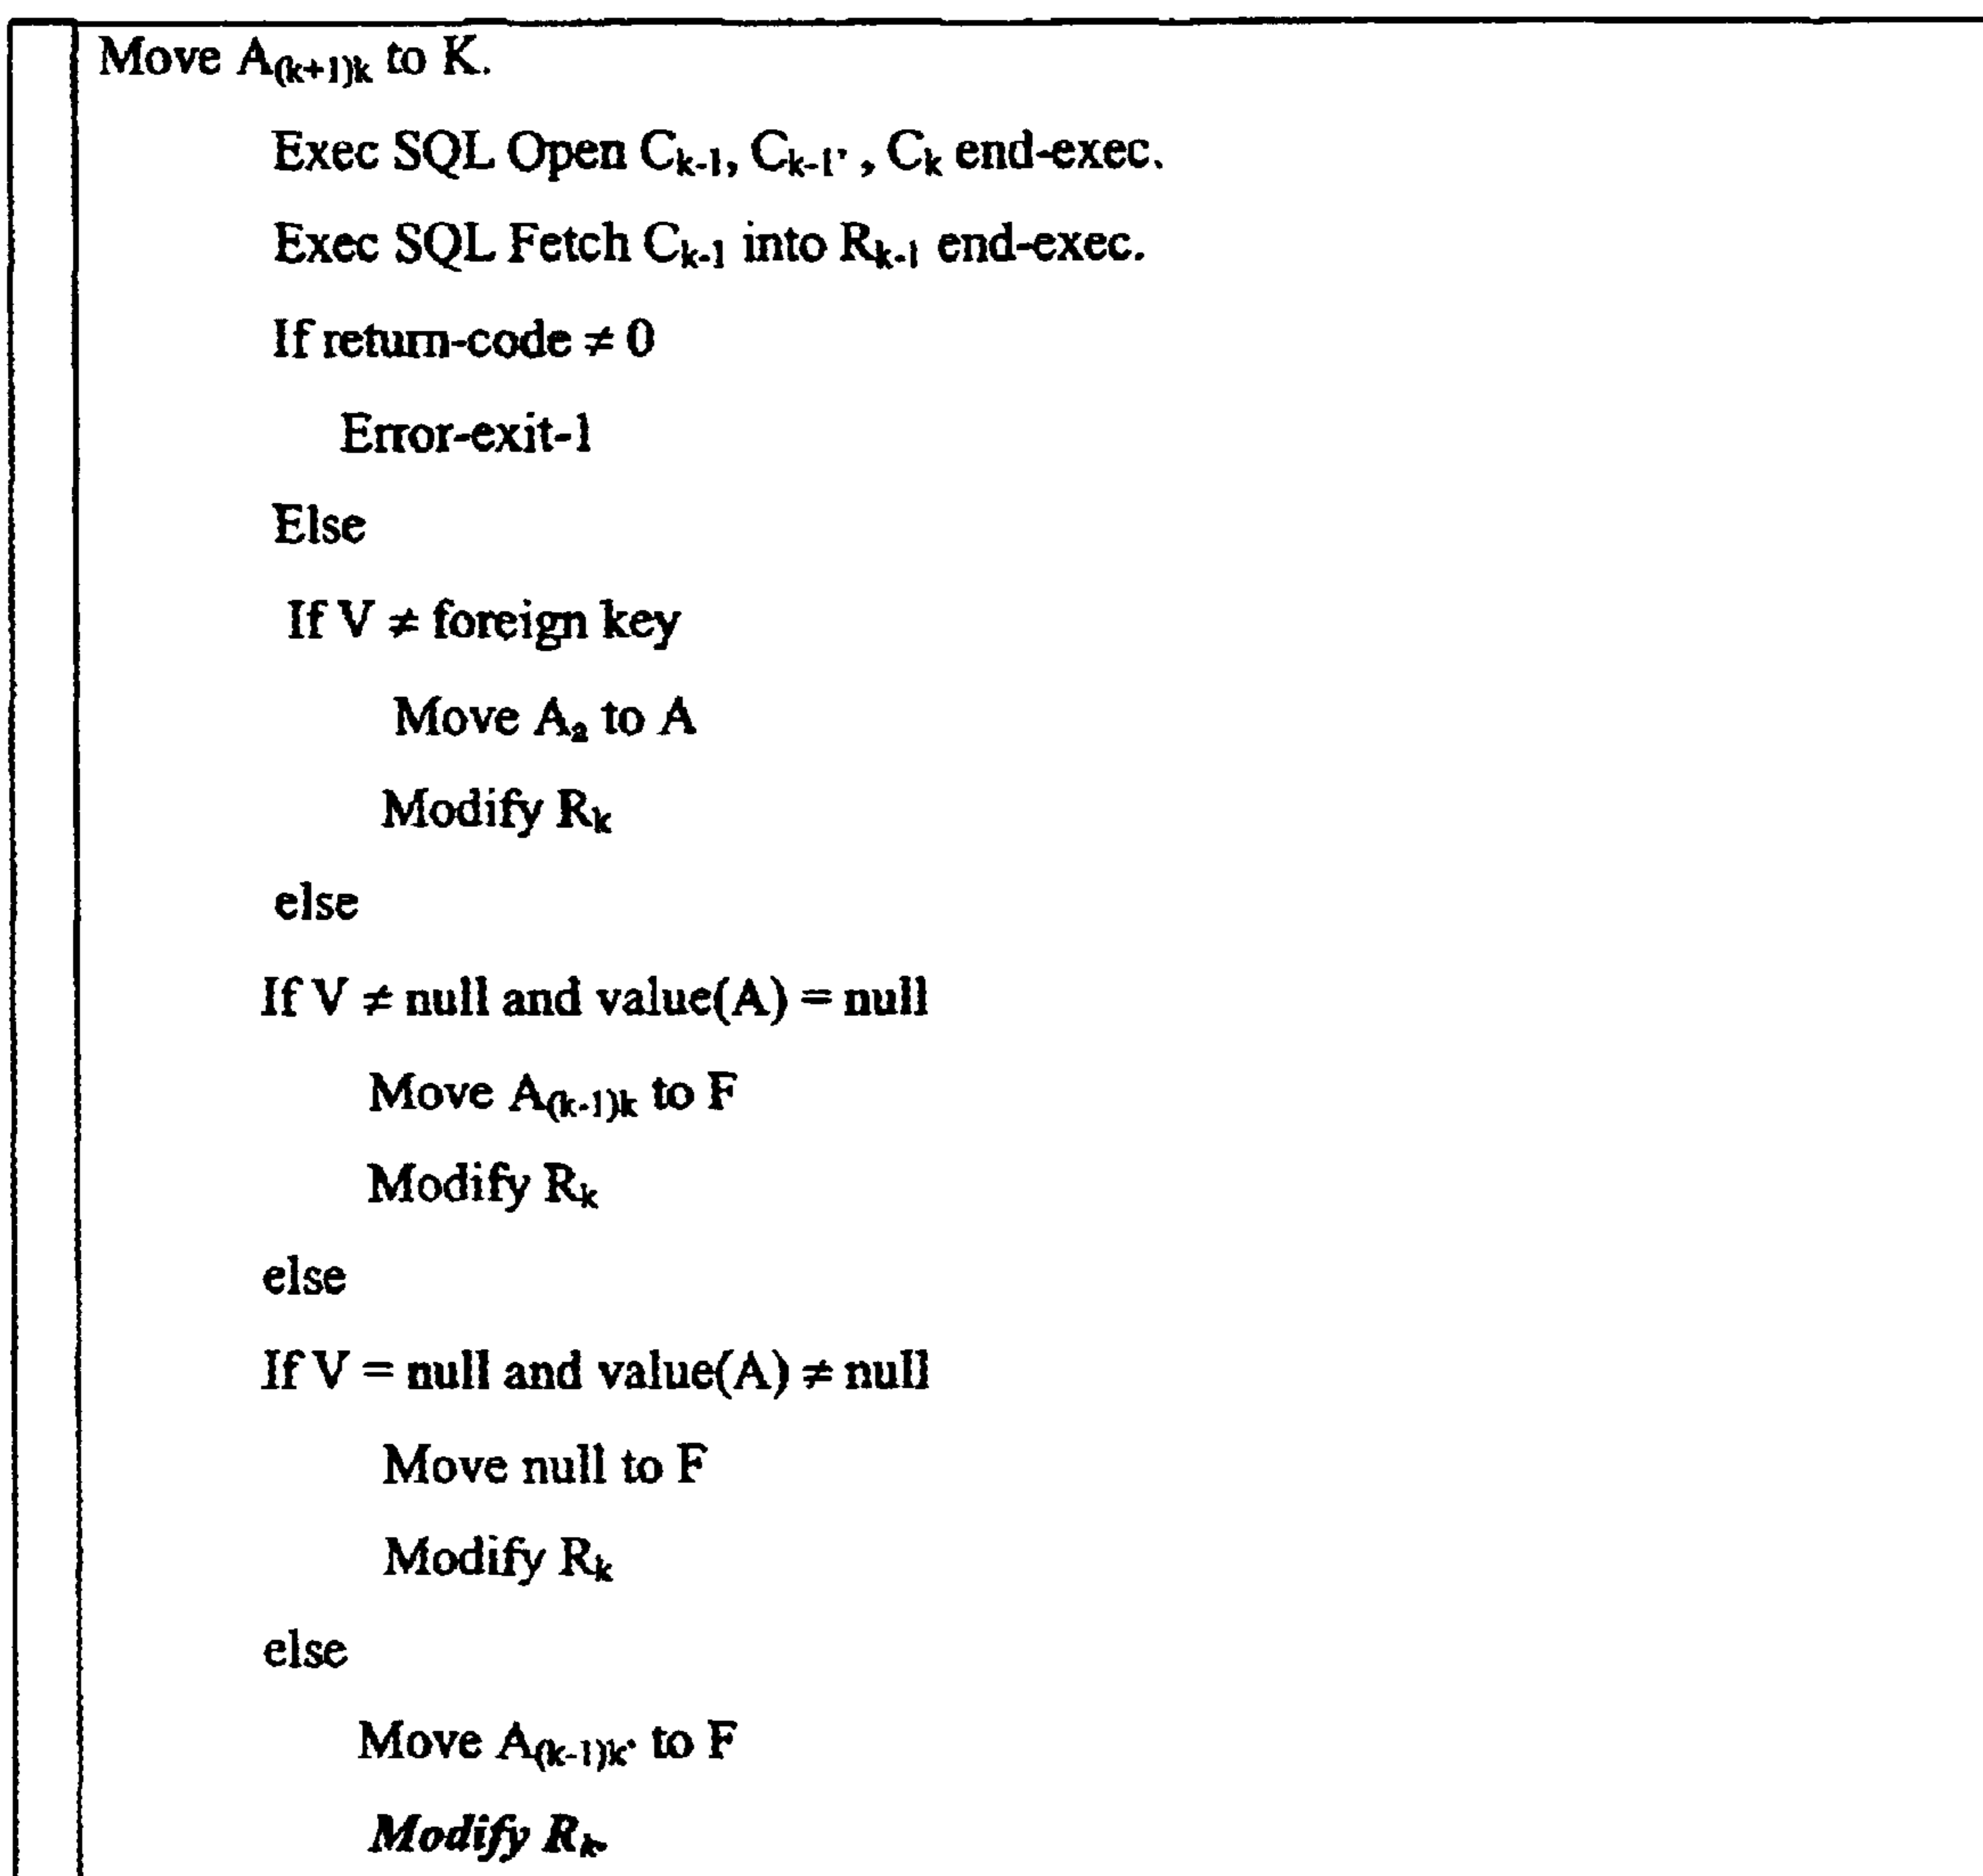 Move A(k+1)k to K.
Exec SQL Open Ck-1, Ck-1' , Ck end-exec.
Exec SQL Fetch Ck-1 into Rk-1 end-exec.
If return-code ≠ 0
Error-exit-1
Else
If V ≠ foreign key
Move Aa to A
Modify Rk
else
If V ≠ null and value(A) = null
Move A(k-1)k to F
Modify Rk
else
If V = null and value(A) ≠ null
Move null to F
Modify Rk
else
Move A(k-1)k' to F
Modify Rk